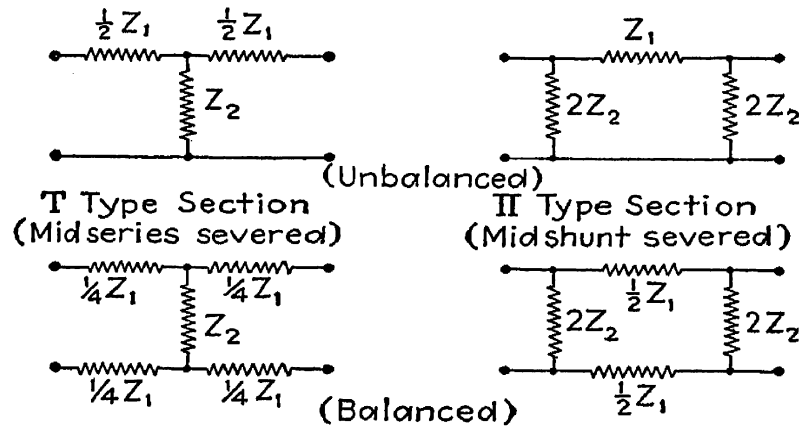 ½Z₁ ½Z₁
Z₁
Z₂
2Z₂ 2Z₂
(Unbalanced)
T Type Section
(Midseries severed)
Π Type Section
(Midshunt severed)
¼Z₁ ¼Z₁
Z₂
¼Z₁ ¼Z₁
½Z₁
2Z₂ 2Z₂
½Z₁
(Balanced)